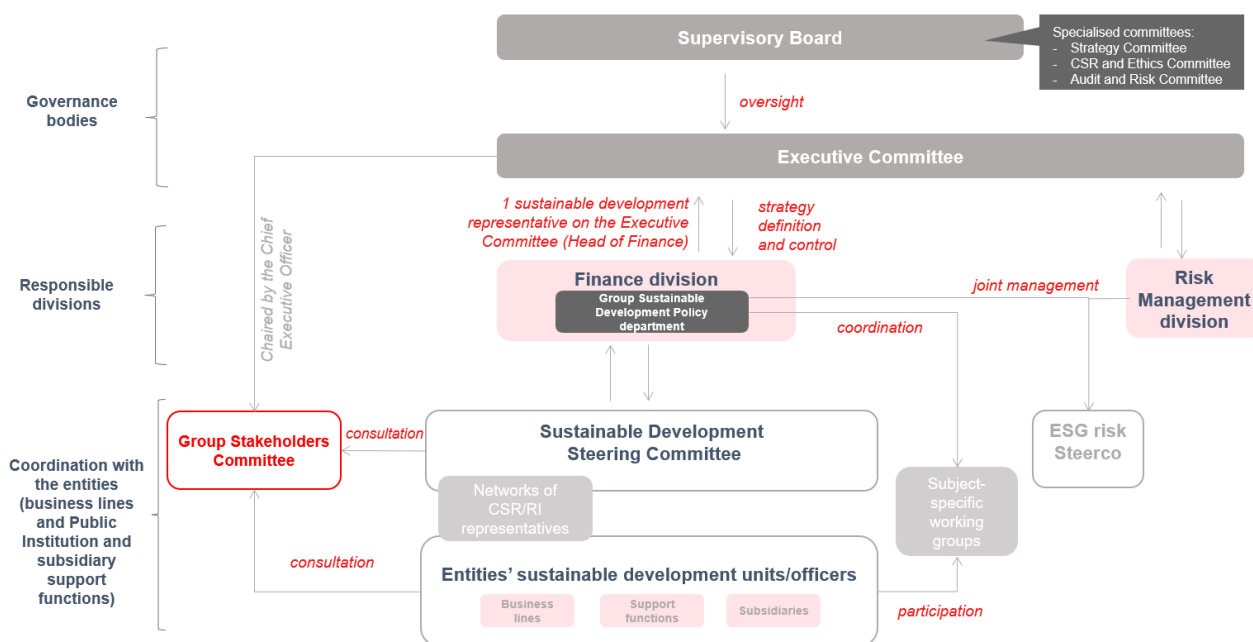 Supervisory Board
Specialised committees:
- Strategy Committee
- CSR and Ethics Committee
- Audit and Risk Committee
Governance
bodies
oversight
Executive Committee
Chaired by the Chief
Executive Officer
1 sustainable development
representative on the Executive
Committee (Head of Finance)
strategy
definition
and control
Responsible
divisions
Finance division
Group Sustainable
Development Policy
department
joint management
coordination
Risk
Management
division
Coordination with
the entities
(business lines
and Public
Institution and
subsidiary
support
functions)
Group Stakeholders
Committee
consultation
Sustainable Development
Steering Committee
ESG risk
Steerco
Networks of
CSR/RI
representatives
Subject-
specific
working
groups
consultation
Entities' sustainable development units/officers
Business
lines
Support
functions
Subsidiaries
participation